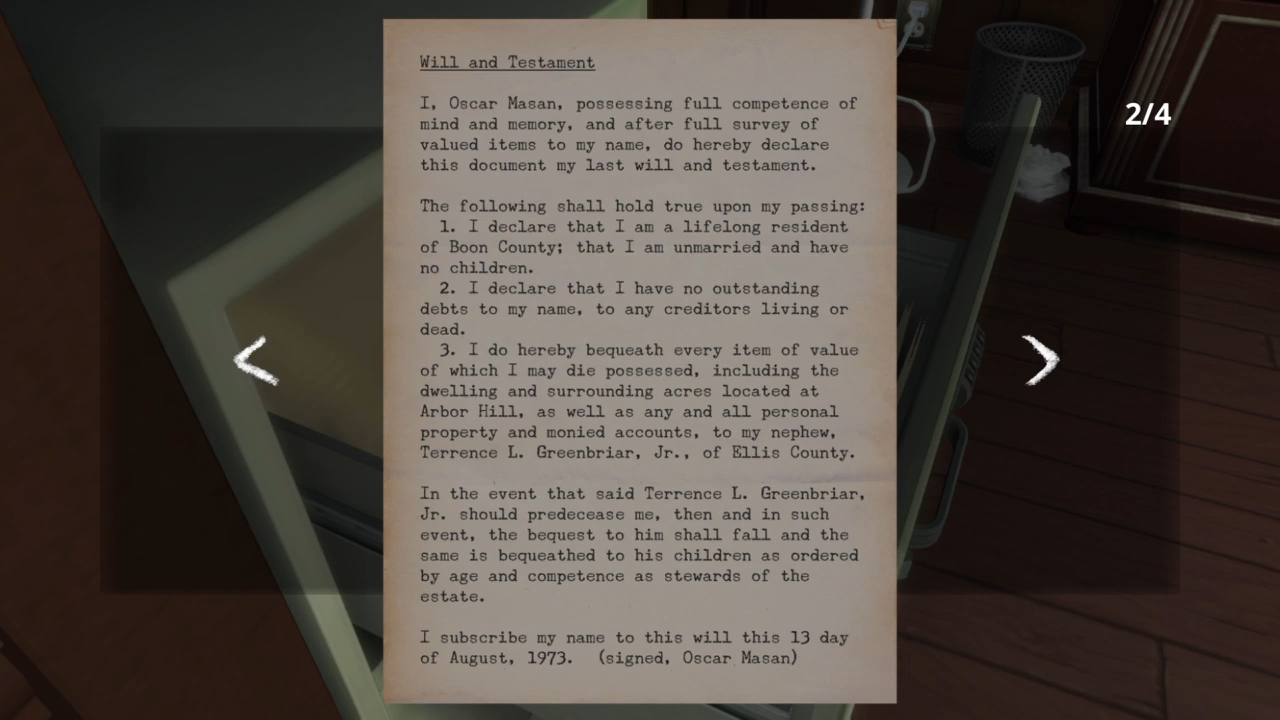 Will and Testament
I, Oscar Masan, possessing full competence of
mind and memory, and after full survey of
valued items to my name, do hereby declare
this document my last will and testament.
The following shall hold true upon my passing:
1. I declare that I am a lifelong resident
of Boon County; that I am unmarried and have
no children.
2. I declare that I have no outstanding
debts to my name, to any creditors living or
dead.
3. I do hereby bequeath every item of value
of which I may die possessed, including the
dwelling and surrounding acres located at
Arbor Hill, as well as any and all personal
property and monied accounts, to my nephew,
Terrence L. Greenbriar, Jr., of Ellis County.
In the event that said Terrence L. Greenbriar,
Jr. should predecease me, then and in such
event, the bequest to him shall fall and the
same is bequeathed to his children as ordered
by age and competence as stewards of the
estate.
I subscribe my name to this will this 13 day
of August, 1973. (signed, Oscar Masan)
2/4